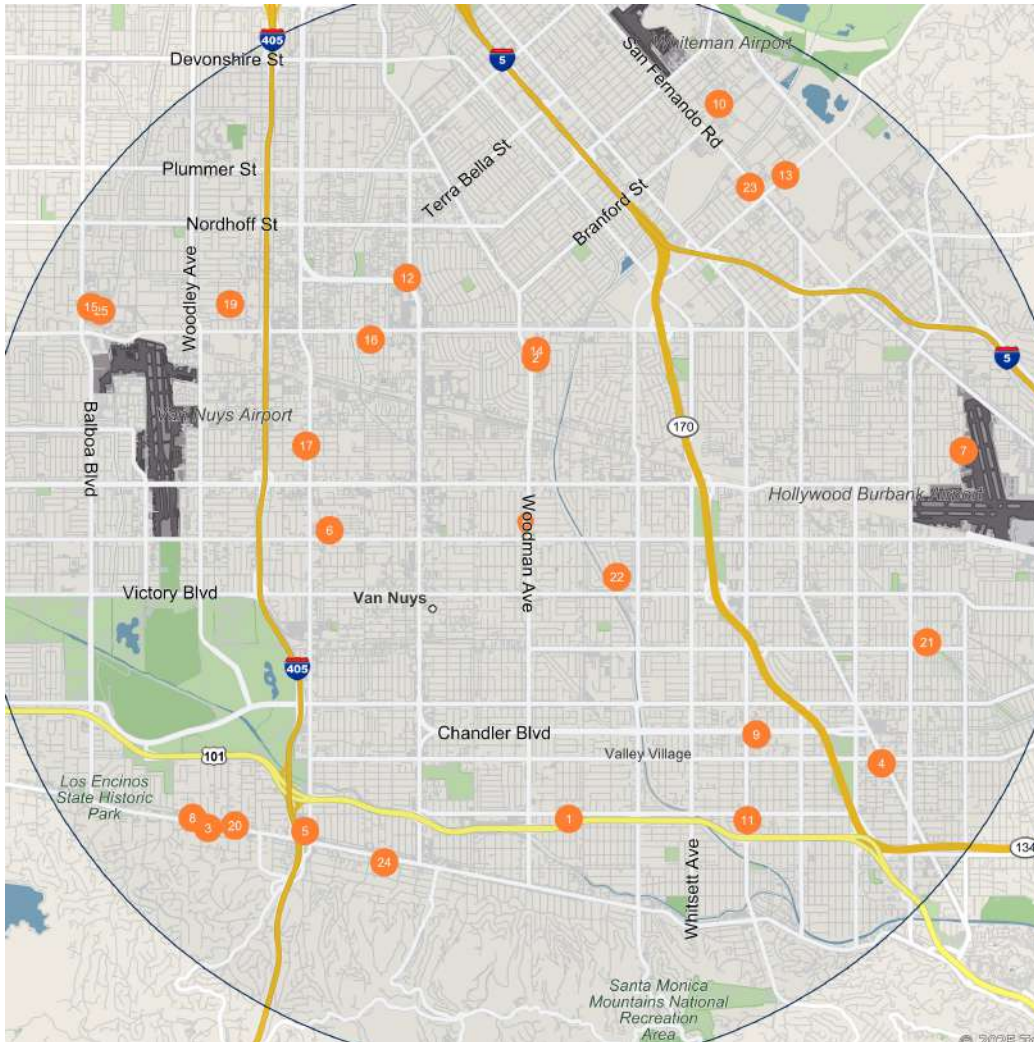 405
Devonshire St
5
San Fernando Rd
Whiteman Airport
10
Plummer St
Terra Bella St
13
23
Nordhoff St
Branford St
Woodley Ave
12
15
25
19
16
14
2
5
Van Nuys Airport
Balboa Blvd
170
17
7
Hollywood Burbank Airport
6
Woodman Ave
22
Victory Blvd
Van Nuys
21
405
Chandler Blvd
9
101
Valley Village
4
Los Encinos
State Historic
Park
8
3
20
5
1
11
24
134
Whitsett Ave
Santa Monica
Mountains National
Recreation
Area